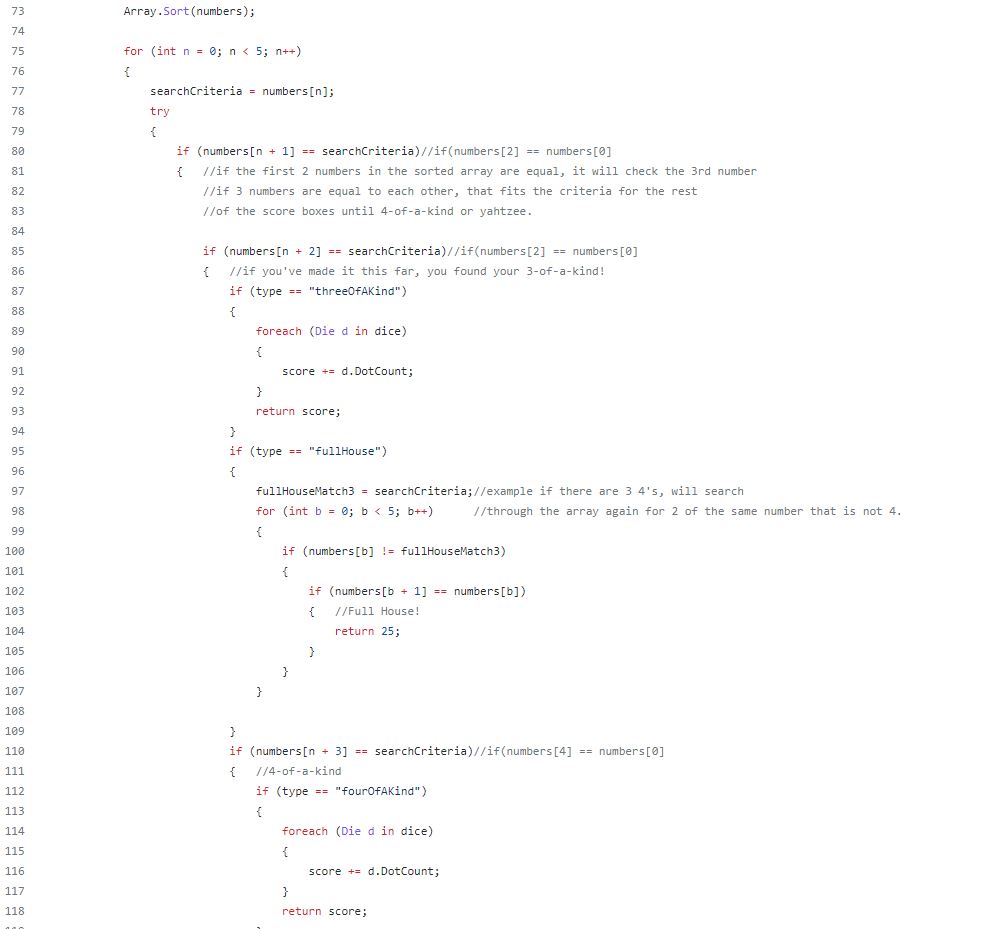 73 Array.Sort(numbers);
74
75 for (int n = 0; n < 5; n++)
76 {
77 searchCriteria = numbers[n];
78 try
79 {
80 if (numbers[n + 1] == searchCriteria)//if(numbers[2] == numbers[0]
81 { //if the first 2 numbers in the sorted array are equal, it will check the 3rd number
82 //if 3 numbers are equal to each other, that fits the criteria for the rest
83 //of the score boxes until 4-of-a-kind or yahtzee.
84
85 if (numbers[n + 2] == searchCriteria)//if(numbers[2] == numbers[0]
86 { //if you've made it this far, you found your 3-of-a-kind!
87 if (type == "threeOfAKind")
88 {
89 foreach (Die d in dice)
90 {
91 score += d.DotCount;
92 }
93 return score;
94 }
95 if (type == "fullHouse")
96 {
97 fullHouseMatch3 = searchCriteria;//example if there are 3 4's, will search
98 for (int b = 0; b < 5; b++) //through the array again for 2 of the same number that is not 4.
99 {
100 if (numbers[b] != fullHouseMatch3)
101 {
102 if (numbers[b + 1] == numbers[b])
103 { //Full House!
104 return 25;
105 }
106 }
107 }
108
109 }
110 if (numbers[n + 3] == searchCriteria)//if(numbers[4] == numbers[0]
111 { //4-of-a-kind
112 if (type == "fourOfAKind")
113 {
114 foreach (Die d in dice)
115 {
116 score += d.DotCount;
117 }
118 return score;